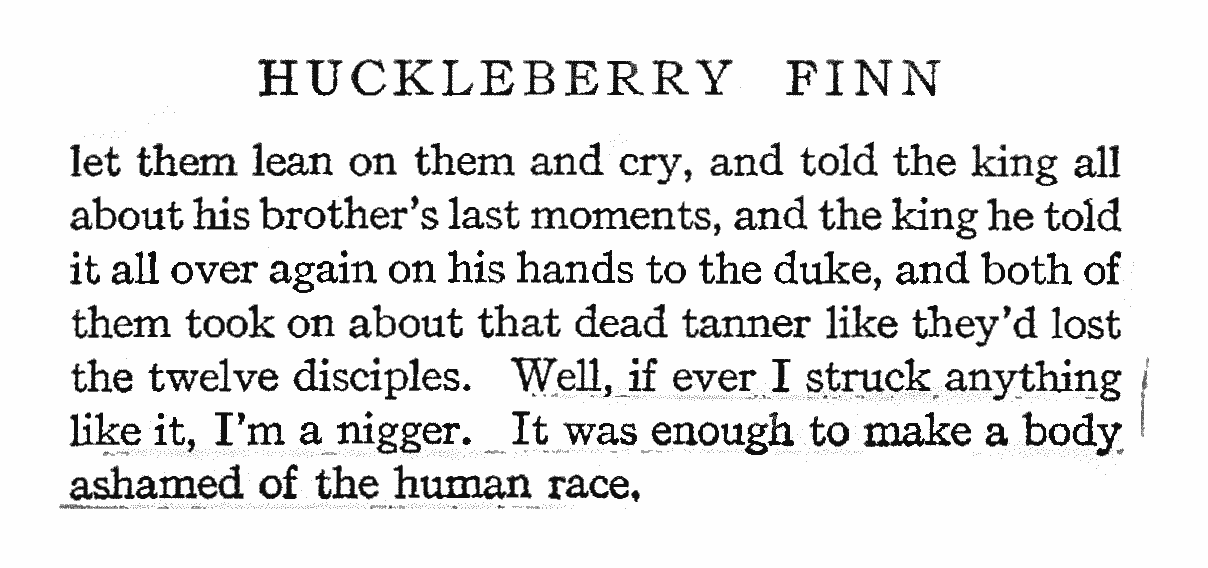 HUCKLEBERRY FINN
let them lean on them and cry, and told the king all
about his brother's last moments, and the king he told
it all over again on his hands to the duke, and both of
them took on about that dead tanner like they'd lost
the twelve disciples. Well, if ever I struck anything
like it, I'm a nigger. It was enough to make a body
ashamed of the human race.